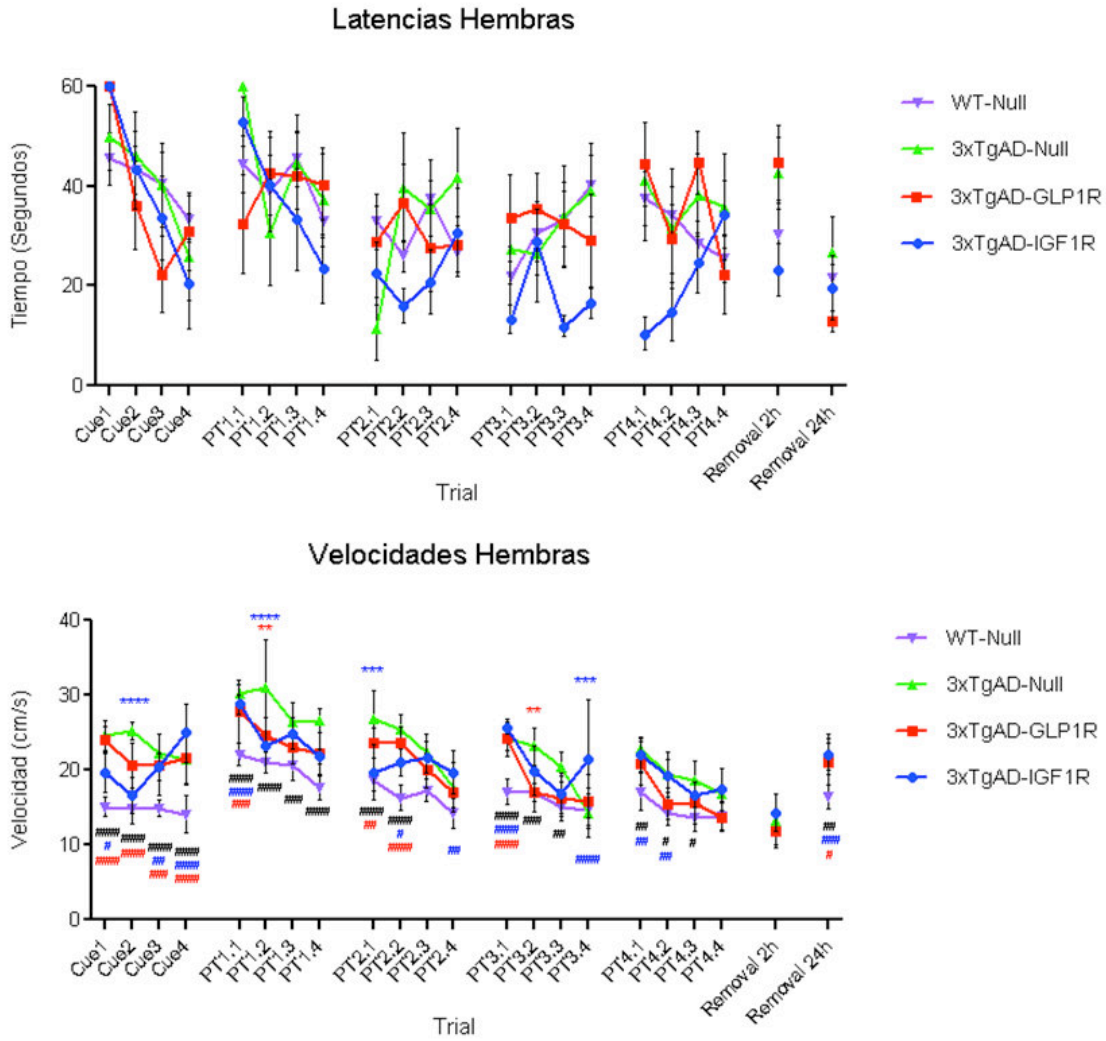 Latencias Hembras
Tiempo (Segundos)
60
40
20
0
Cue1
Cue2
Cue3
Cue4
PT1.1
PT1.2
PT1.3
PT1.4
PT2.1
PT2.2
PT2.3
PT2.4
PT3.1
PT3.2
PT3.3
PT3.4
PT4.1
PT4.2
PT4.3
PT4.4
Removal 2h
Removal 24h
Trial
WT-Null
3xTgAD-Null
3xTgAD-GLP1R
3xTgAD-IGF1R
Velocidades Hembras
Velocidad (cm/s)
40
30
20
10
0
****
****
**
***
**
***
Cue1
Cue2
Cue3
Cue4
PT1.1
PT1.2
PT1.3
PT1.4
PT2.1
PT2.2
PT2.3
PT2.4
PT3.1
PT3.2
PT3.3
PT3.4
PT4.1
PT4.2
PT4.3
PT4.4
Removal 2h
Removal 24h
Trial
WT-Null
3xTgAD-Null
3xTgAD-GLP1R
3xTgAD-IGF1R